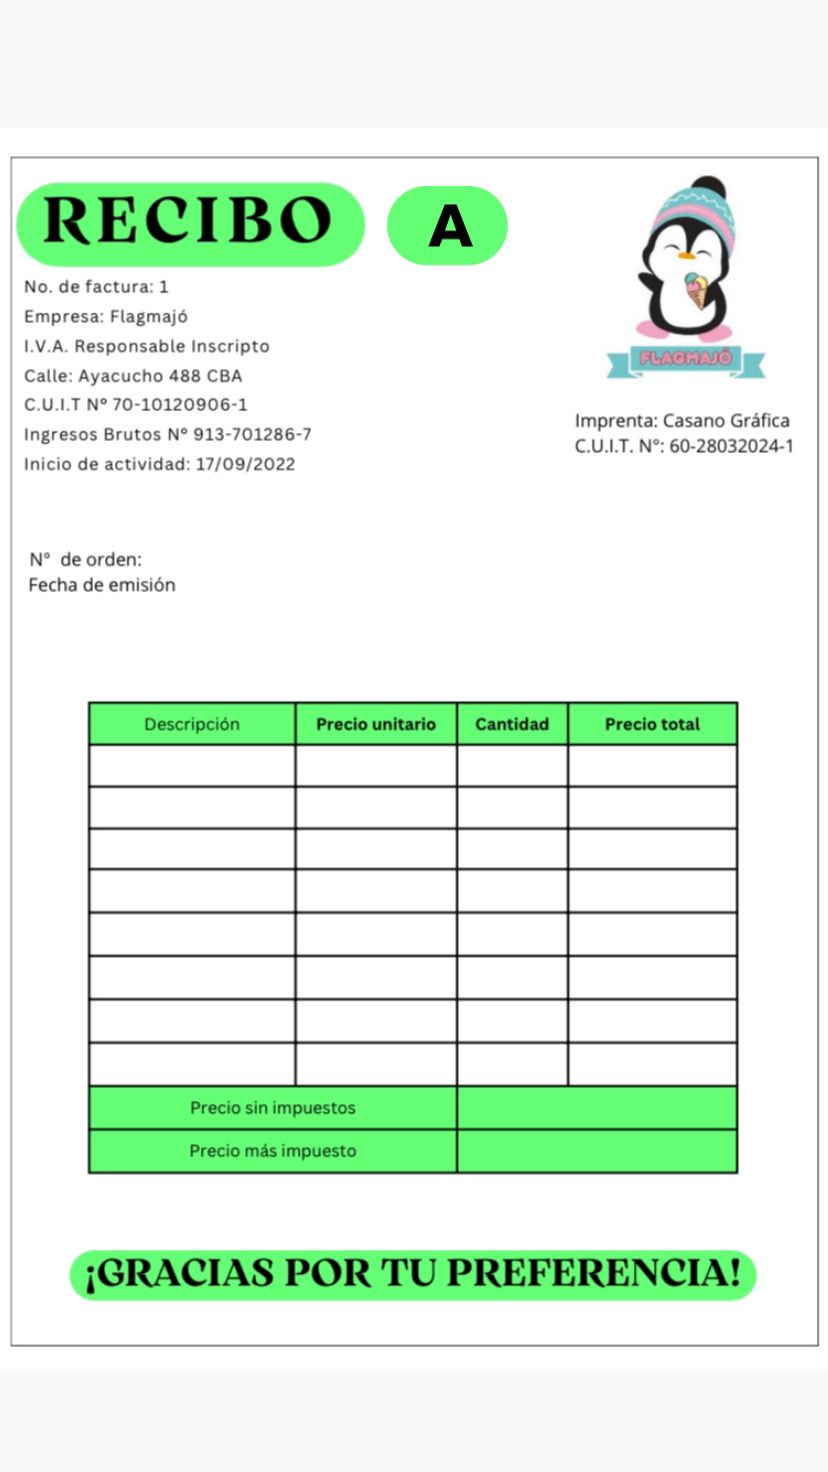 RECIBO A
No. de factura: 1
Empresa: Flagmajó
I.V.A. Responsable Inscripto
Calle: Ayacucho 488 CBA
C.U.I.T Nº 70-10120906-1
Ingresos Brutos Nº 913-701286-7
Inicio de actividad: 17/09/2022
FLAGMAJÓ
Imprenta: Casano Gráfica
C.U.I.T. N°: 60-28032024-1
N° de orden:
Fecha de emisión
Descripción Precio unitario Cantidad Precio total
Precio sin impuestos
Precio más impuesto
¡GRACIAS POR TU PREFERENCIA!